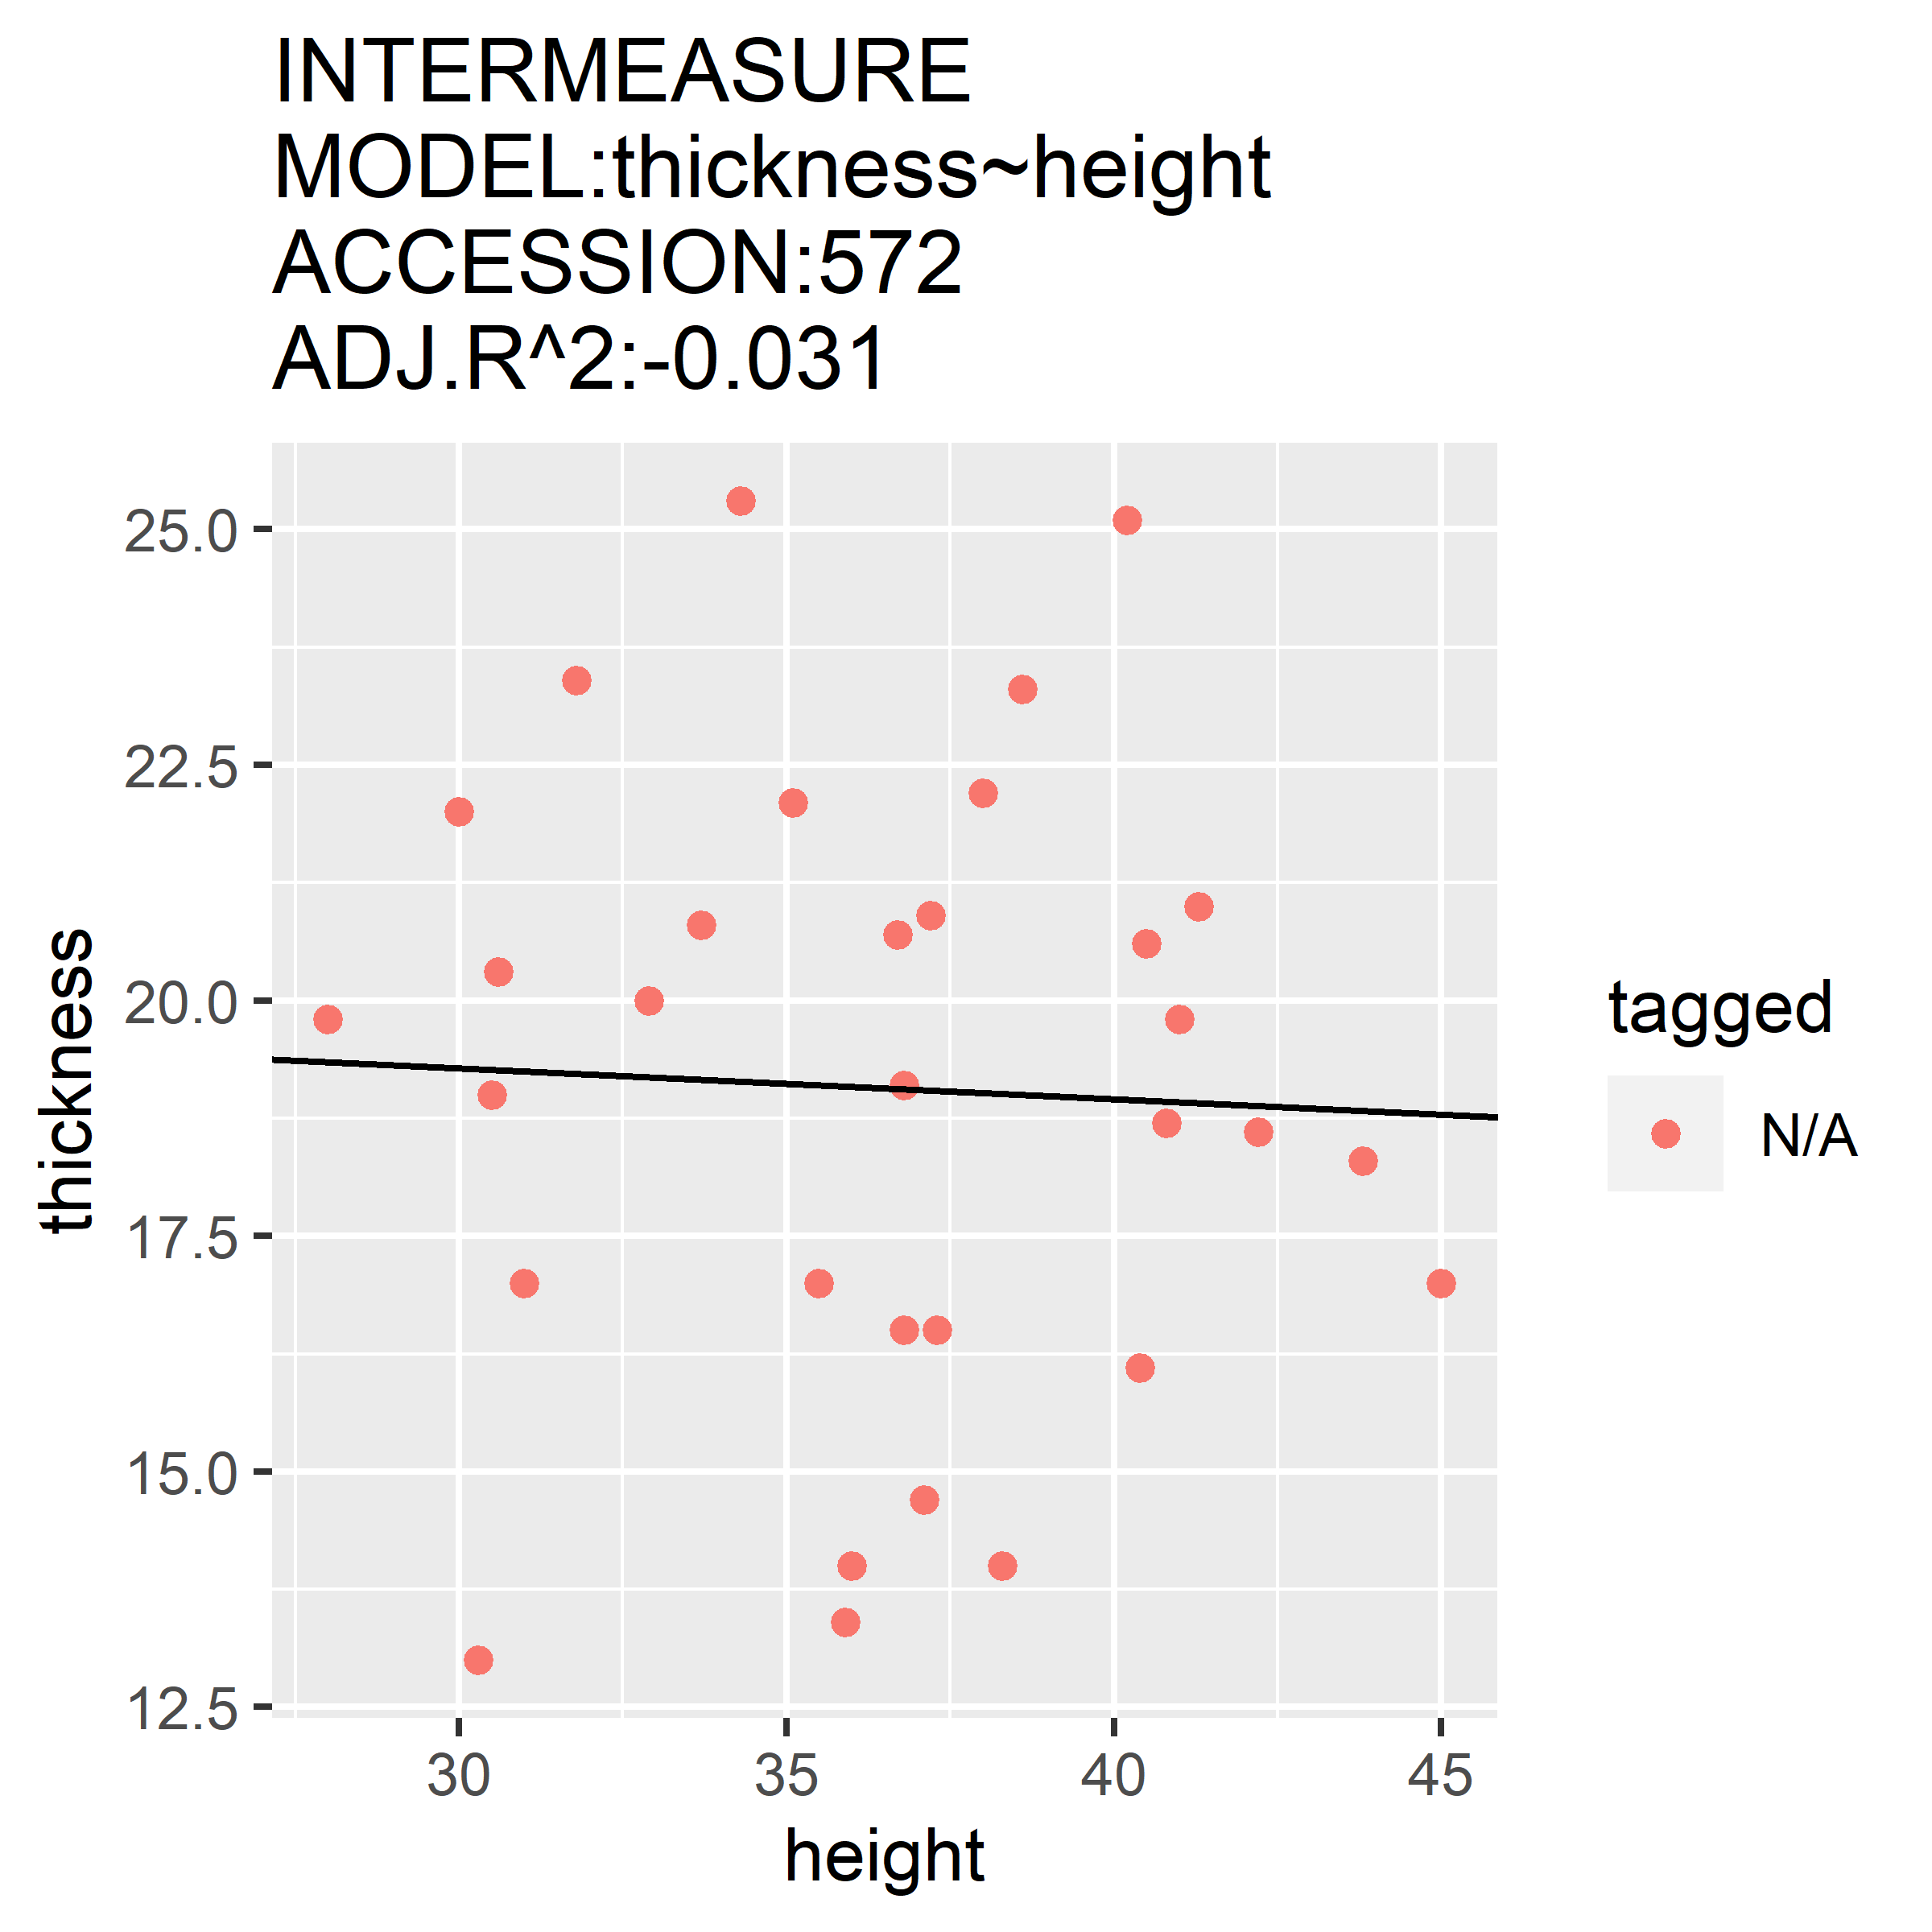 INTERMEASURE
MODEL:thickness~height
ACCESSION:572
ADJ.R^2:-0.031
25.0
22.5
20.0
17.5
15.0
12.5
thickness
30 35 40 45
height
tagged
N/A